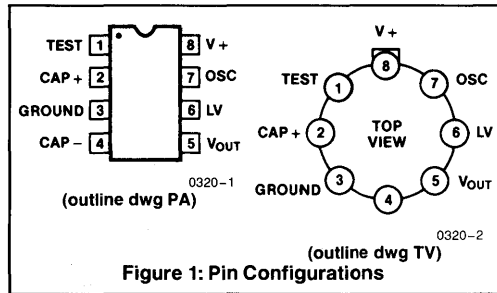 TEST 1 8 V+
CAP+ 2 7 OSC
GROUND 3 6 LV
CAP- 4 5 VOUT
0320-1
(outline dwg PA)
V+
8
TEST 1 7 OSC
CAP+ 2 TOP VIEW 6 LV
GROUND 3 5 VOUT
4
0320-2
(outline dwg TV)
Figure 1: Pin Configurations